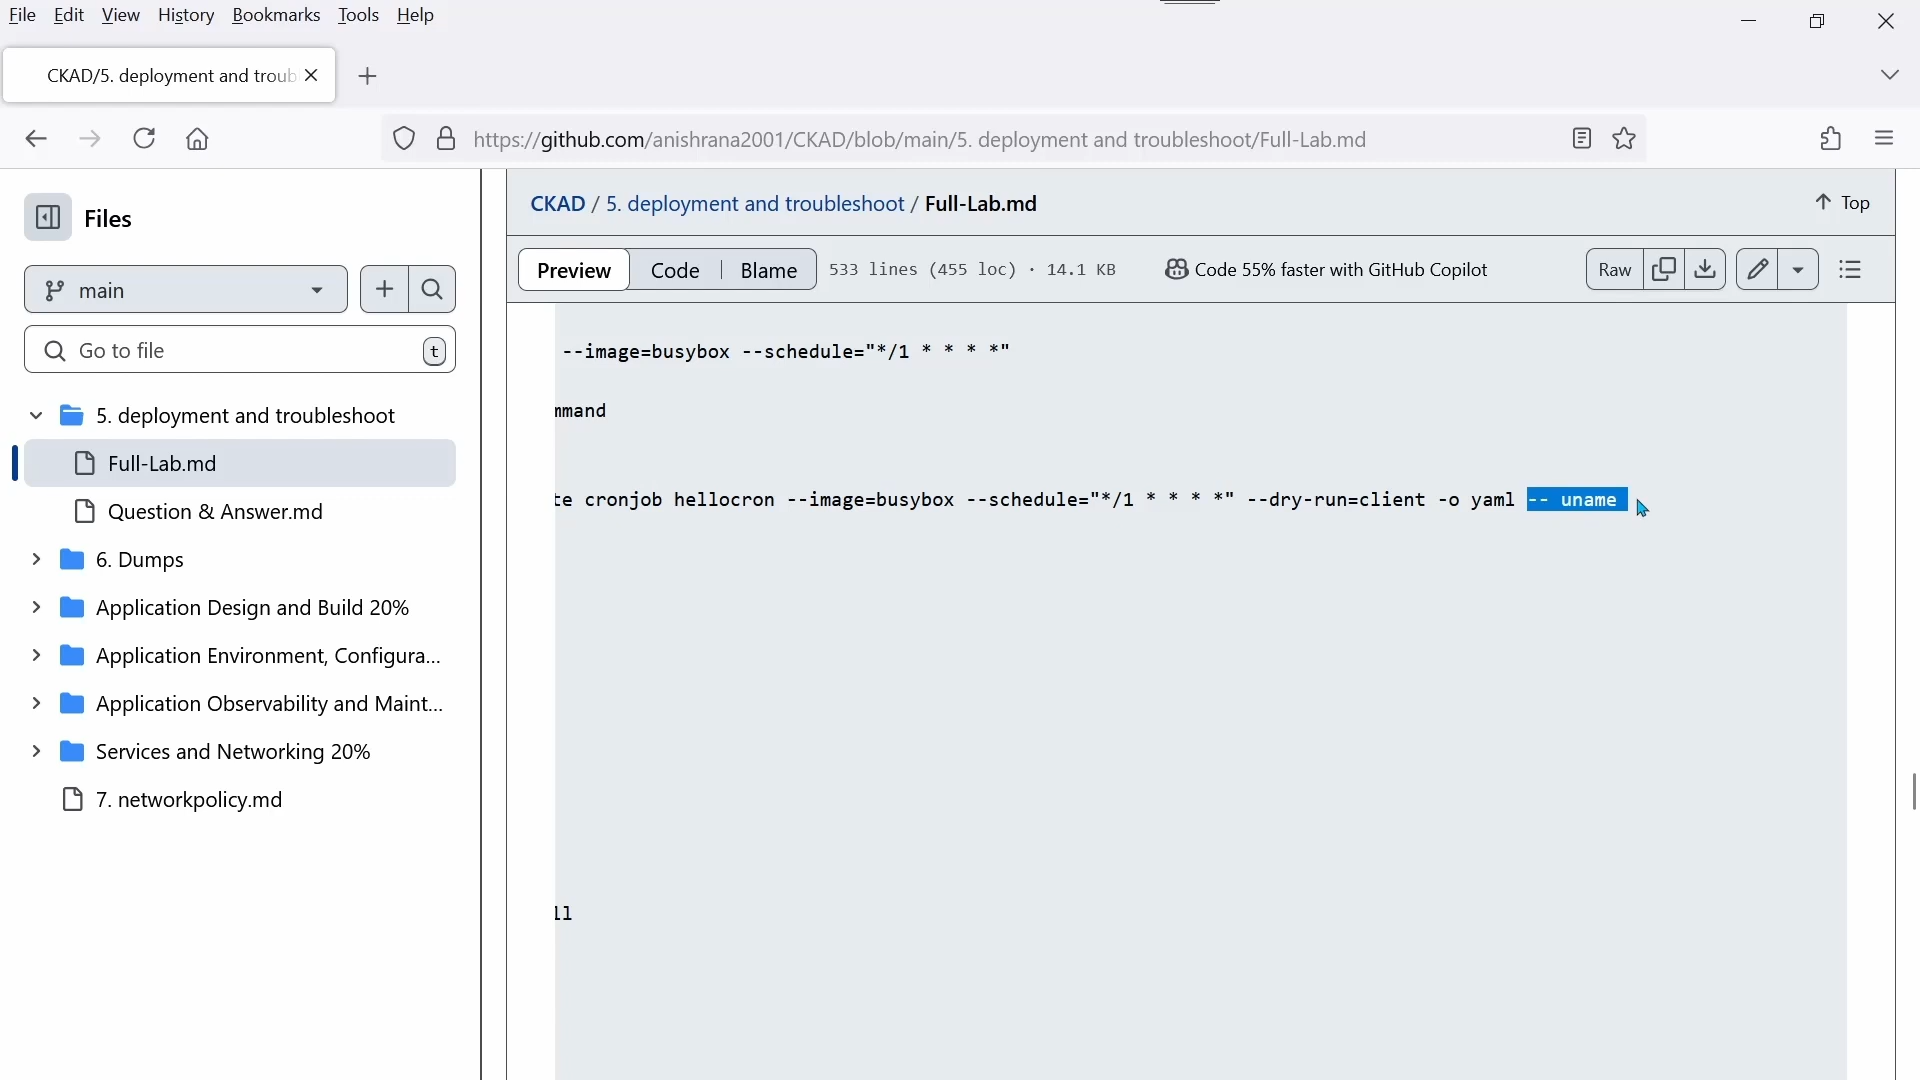 File Edit View History Bookmarks Tools Help
CKAD/5. deployment and troub
https://github.com/anishrana2001/CKAD/blob/main/5. deployment and troubleshoot/Full-Lab.md
Files
main
Go to file
t
5. deployment and troubleshoot
Full-Lab.md
Question & Answer.md
6. Dumps
Application Design and Build 20%
Application Environment, Configura...
Application Observability and Maint...
Services and Networking 20%
7. networkpolicy.md
CKAD / 5. deployment and troubleshoot / Full-Lab.md
Top
Preview Code Blame 533 lines (455 loc) · 14.1 KB Code 55% faster with GitHub Copilot Raw
--image=busybox --schedule="*/1 * * * *"
mmand
te cronjob hellocron --image=busybox --schedule="*/1 * * * *" --dry-run=client -o yaml -- uname
ll